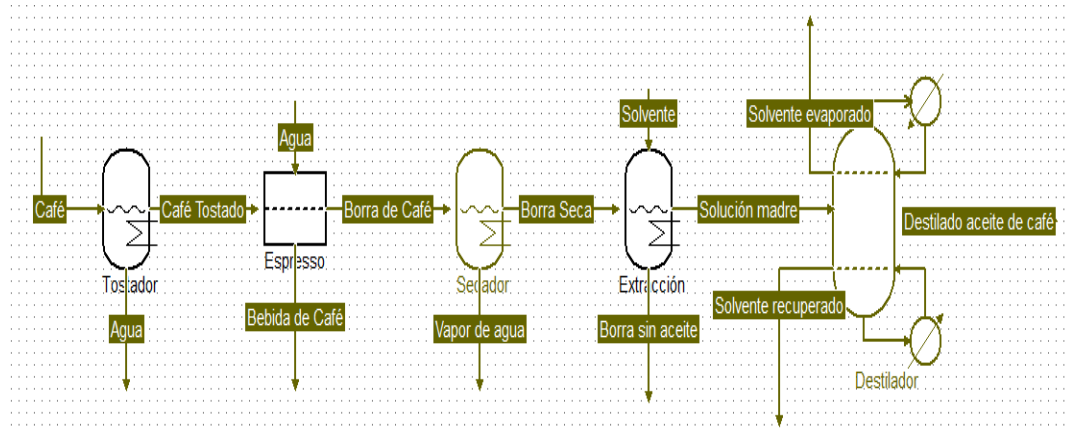 Solvente evaporado
Solvente
Agua
Café
Café Tostado
Borra de Café
Borra Seca
Solución madre
Destilado aceite de café
Espresso
Tostador
Secador
Extracción
Solvente recuperado
Bebida de Café
Agua
Vapor de agua
Borra sin aceite
Destilador